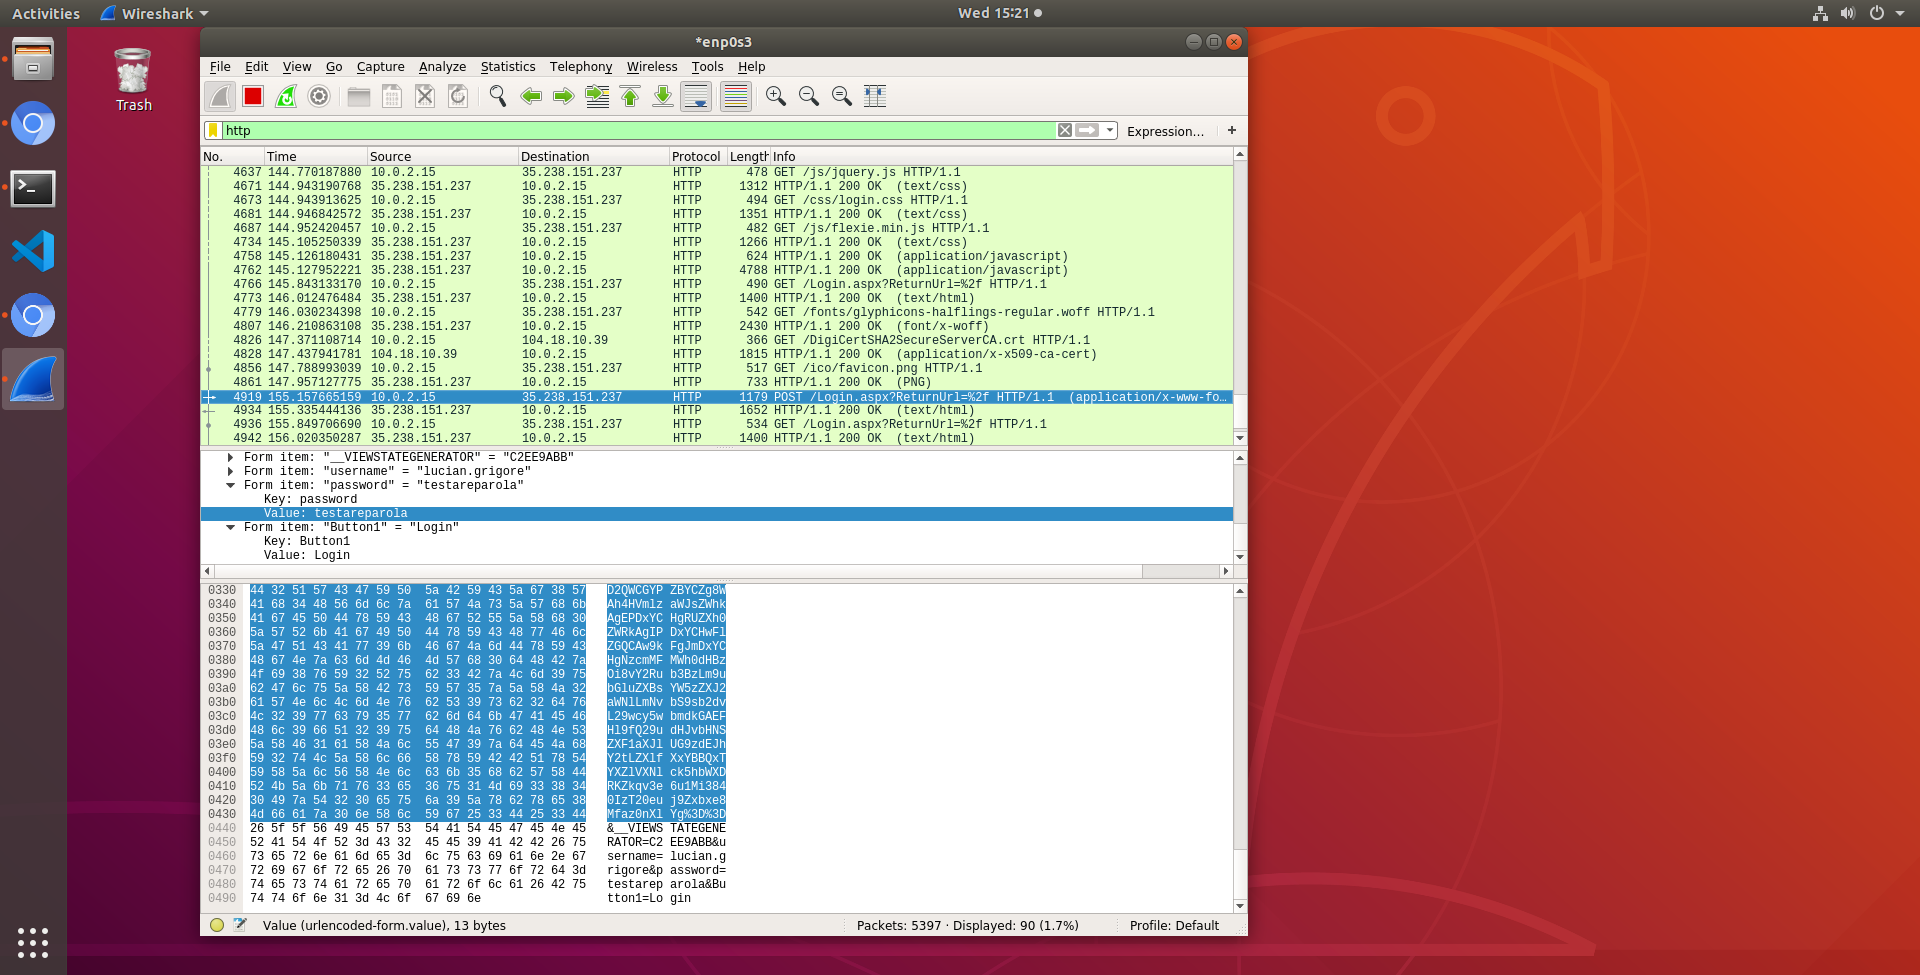 Activities Wireshark Wed 15:21
*enp0s3
Trash
File Edit View Go Capture Analyze Statistics Telephony Wireless Tools Help
http Expression… +
No. Time Source Destination Protocol Length Info
4637 144.770187880 10.0.2.15 35.238.151.237 HTTP 478 GET /js/jquery.js HTTP/1.1
4671 144.943190768 35.238.151.237 10.0.2.15 HTTP 1312 HTTP/1.1 200 OK (text/css)
4673 144.943913625 10.0.2.15 35.238.151.237 HTTP 494 GET /css/login.css HTTP/1.1
4681 144.946842572 35.238.151.237 10.0.2.15 HTTP 1351 HTTP/1.1 200 OK (text/css)
4687 144.952420457 10.0.2.15 35.238.151.237 HTTP 482 GET /js/flexie.min.js HTTP/1.1
4734 145.105250339 35.238.151.237 10.0.2.15 HTTP 1266 HTTP/1.1 200 OK (text/css)
4758 145.126180431 35.238.151.237 10.0.2.15 HTTP 624 HTTP/1.1 200 OK (application/javascript)
4762 145.127952221 35.238.151.237 10.0.2.15 HTTP 4788 HTTP/1.1 200 OK (application/javascript)
4766 145.843133170 10.0.2.15 35.238.151.237 HTTP 490 GET /Login.aspx?ReturnUrl=%2f HTTP/1.1
4773 146.012476484 35.238.151.237 10.0.2.15 HTTP 1400 HTTP/1.1 200 OK (text/html)
4779 146.030234398 10.0.2.15 35.238.151.237 HTTP 542 GET /fonts/glyphicons-halflings-regular.woff HTTP/1.1
4807 146.210863108 35.238.151.237 10.0.2.15 HTTP 2430 HTTP/1.1 200 OK (font/x-woff)
4826 147.371108714 10.0.2.15 104.18.10.39 HTTP 366 GET /DigiCertSHA2SecureServerCA.crt HTTP/1.1
4828 147.437941781 104.18.10.39 10.0.2.15 HTTP 1815 HTTP/1.1 200 OK (application/x-x509-ca-cert)
4856 147.788993039 10.0.2.15 35.238.151.237 HTTP 517 GET /ico/favicon.png HTTP/1.1
4861 147.957127775 35.238.151.237 10.0.2.15 HTTP 733 HTTP/1.1 200 OK (PNG)
4919 155.157665159 10.0.2.15 35.238.151.237 HTTP 1179 POST /Login.aspx?ReturnUrl=%2f HTTP/1.1 (application/x-www-fo…
4934 155.335444136 35.238.151.237 10.0.2.15 HTTP 1652 HTTP/1.1 200 OK (text/html)
4936 155.849706690 10.0.2.15 35.238.151.237 HTTP 534 GET /Login.aspx?ReturnUrl=%2f HTTP/1.1
4942 156.020350287 35.238.151.237 10.0.2.15 HTTP 1400 HTTP/1.1 200 OK (text/html)
Form item: "__VIEWSTATEGENERATOR" = "C2EE9ABB"
Form item: "username" = "lucian.grigore"
Form item: "password" = "testareparola"
Key: password
Value: testareparola
Form item: "Button1" = "Login"
Key: Button1
Value: Login
0330 44 32 51 57 43 47 59 50 5a 42 59 43 5a 67 38 57 D2QWCGYP ZBYCZg8W
0340 41 68 34 48 56 6d 6c 7a 61 57 4a 73 5a 57 68 6b Ah4HVmlz aWJsZWhk
0350 41 67 45 50 44 78 59 43 48 67 52 55 5a 58 68 30 AgEPDxYC HgRUZXh0
0360 5a 57 52 6b 41 67 49 50 44 78 59 43 48 77 46 6c ZWRkAgIP DxYCHwFl
0370 5a 47 51 43 41 77 39 6b 46 67 4a 6d 44 78 59 43 ZGQCAw9k FgJmDxYC
0380 48 67 4e 7a 63 6d 4d 46 4d 57 68 30 64 48 42 7a HgNzcmMF MWh0dHBz
0390 4f 69 38 76 59 32 52 75 62 33 42 7a 4c 6d 39 75 Oi8vY2Ru b3BzLm9u
03a0 62 47 6c 75 5a 58 42 73 59 57 35 7a 5a 58 4a 32 bGluZXBs YW5zZXJ2
03b0 61 57 4e 6c 4c 6d 4e 76 62 53 39 73 62 32 64 76 aWNlLmNv bS9sb2dv
03c0 4c 32 39 77 63 79 35 77 62 6d 64 6b 47 41 45 46 L29wcy5w bmdkGAEF
03d0 48 6c 39 66 51 32 39 75 64 48 4a 76 62 48 4e 53 Hl9fQ29u dHJvbHNS
03e0 5a 58 46 31 61 58 4a 6c 55 47 39 7a 64 45 4a 68 ZXF1aXJl UG9zdEJh
03f0 59 32 74 4c 5a 58 6c 66 58 78 59 42 42 51 78 54 Y2tLZXlf XxYBBQxT
0400 59 58 5a 6c 56 58 4e 6c 63 6b 35 68 62 57 58 44 YXZlVXNl ck5hbWXD
0410 52 4b 5a 6b 71 76 33 65 36 75 31 4d 69 33 38 34 RKZkqv3e 6u1Mi384
0420 30 49 7a 54 32 30 65 75 6a 39 5a 78 62 78 65 38 0IzT20eu j9Zxbxe8
0430 4d 66 61 7a 30 6e 58 6c 59 67 25 33 44 25 33 44 Mfaz0nXl Yg%3D%3D
0440 26 5f 5f 56 49 45 57 53 54 41 54 45 47 45 4e 45 &__VIEWS TATEGENE
0450 52 41 54 4f 52 3d 43 32 45 45 39 41 42 42 26 75 RATOR=C2 EE9ABB&u
0460 73 65 72 6e 61 6d 65 3d 6c 75 63 69 61 6e 2e 67 sername= lucian.g
0470 72 69 67 6f 72 65 26 70 61 73 73 77 6f 72 64 3d rigore&p assword=
0480 74 65 73 74 61 72 65 70 61 72 6f 6c 61 26 42 75 testarep arola&Bu
0490 74 74 6f 6e 31 3d 4c 6f 67 69 6e tton1=Lo gin
Value (urlencoded-form.value), 13 bytes Packets: 5397 · Displayed: 90 (1.7%) Profile: Default